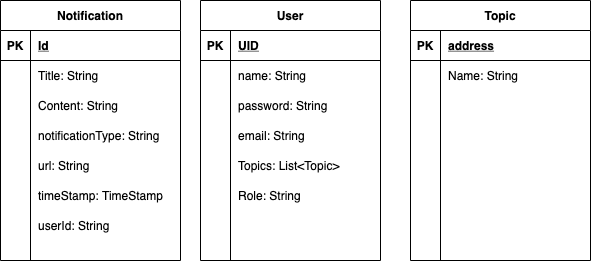 Notification
PK Id
Title: String
Content: String
notificationType: String
url: String
timeStamp: TimeStamp
userId: String
User
PK UID
name: String
password: String
email: String
Topics: List<Topic>
Role: String
Topic
PK address
Name: String